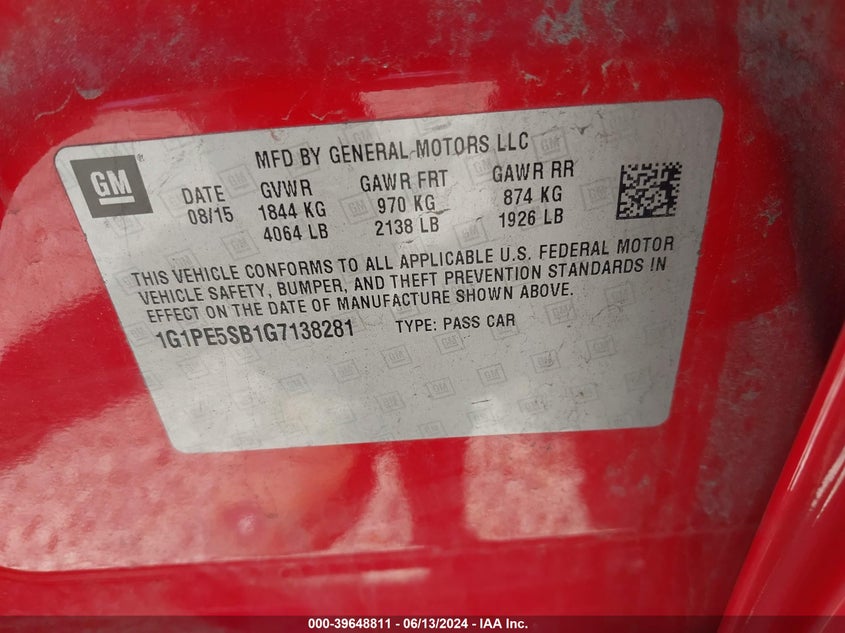 GM
MFD BY GENERAL MOTORS LLC
DATE GVWR GAWR FRT GAWR RR
08/15 1844 KG 970 KG 874 KG
4064 LB 2138 LB 1926 LB
THIS VEHICLE CONFORMS TO ALL APPLICABLE U.S. FEDERAL MOTOR
VEHICLE SAFETY, BUMPER, AND THEFT PREVENTION STANDARDS IN
EFFECT ON THE DATE OF MANUFACTURE SHOWN ABOVE.
1G1PE5SB1G7138281 TYPE: PASS CAR
000-39648811 - 06/13/2024 - IAA Inc.